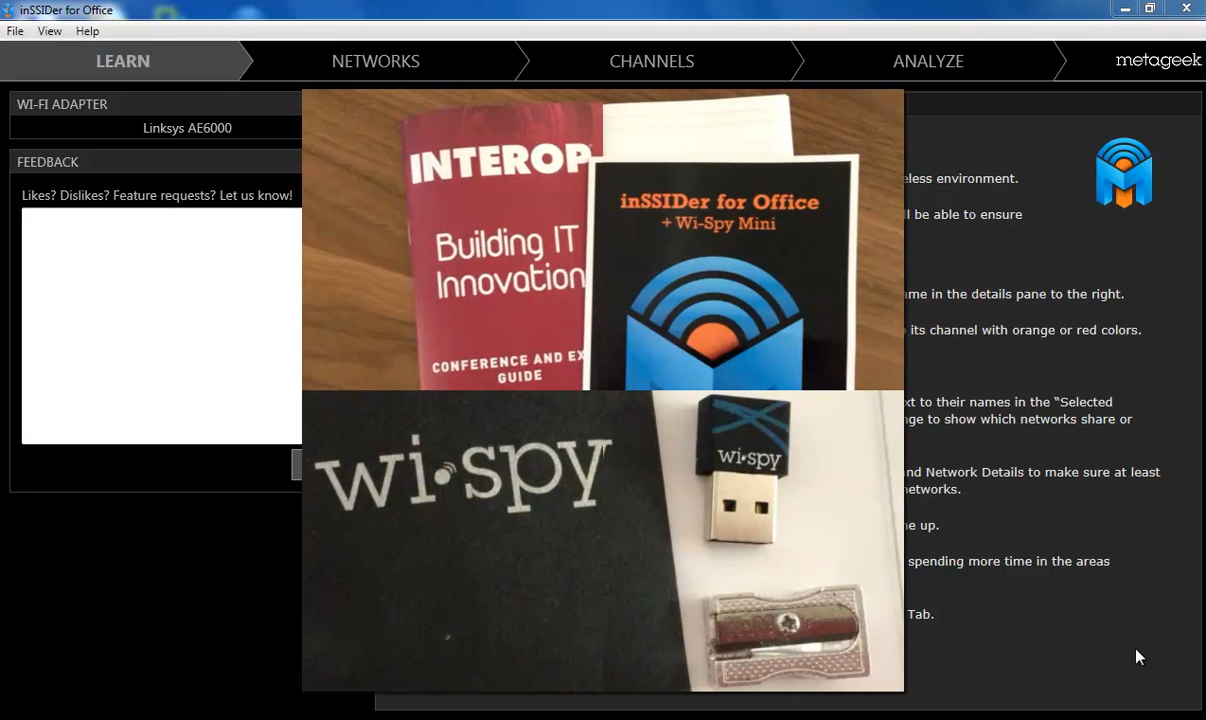 inSSIDer for Office
File View Help
LEARN NETWORKS CHANNELS ANALYZE metageek
WI-FI ADAPTER
Linksys AE6000
FEEDBACK
Likes? Dislikes? Feature requests? Let us know!
INTEROP
Building IT
Innovation
CONFERENCE AND EX
GUIDE
inSSIDer for Office
+ Wi-Spy Mini
wi•spy
wi•spy
less environment.
ll be able to ensure
me in the details pane to the right.
its channel with orange or red colors.
xt to their names in the “Selected
nge to show which networks share or
and Network Details to make sure at least
networks.
e up.
spending more time in the areas
Tab.